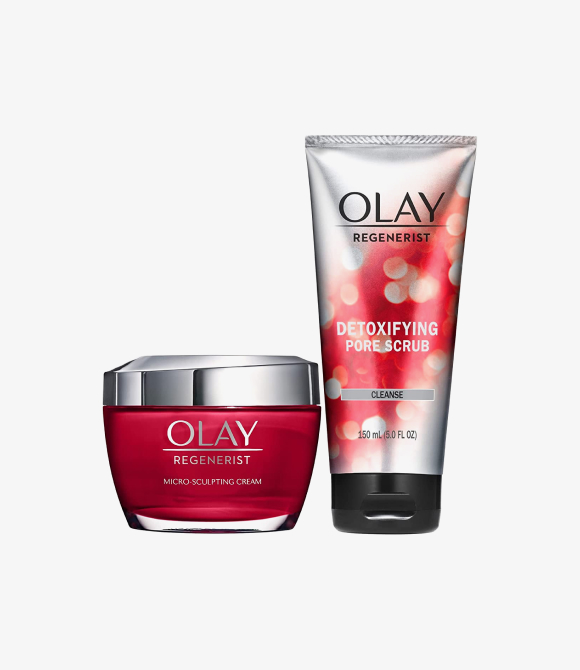 OLAY
REGENERIST
MICRO-SCULPTING CREAM
OLAY
REGENERIST
DETOXIFYING
PORE SCRUB
CLEANSE
150 mL (5.0 FL OZ)